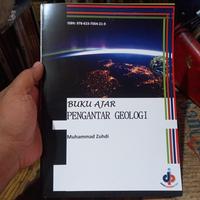 ISBN: 978-623-7004-21-9
BUKU AJAR
PENGANTAR GEOLOGI
Muhammad Zuhdi